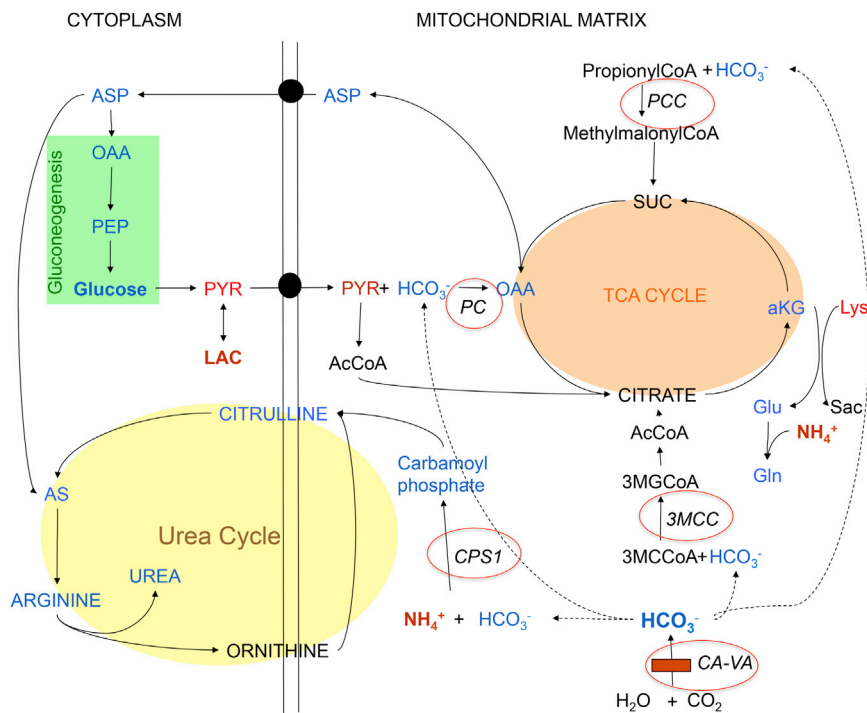 CYTOPLASM
MITOCHONDRIAL MATRIX
PropionylCoA + HCO₃⁻
PCC
MethylmalonylCoA
ASP
ASP
OAA
PEP
Glucose
Gluconeogenesis
PYR
LAC
PYR+ HCO₃⁻
PC
OAA
AcCoA
SUC
TCA CYCLE
aKG
Lys
CITRATE
Glu
Sac
NH₄⁺
Gln
AcCoA
3MGCoA
3MCC
3MCCoA+HCO₃⁻
CITRULLINE
Carbamoyl
phosphate
CPS1
AS
Urea Cycle
UREA
ARGININE
ORNITHINE
NH₄⁺ + HCO₃⁻
HCO₃⁻
CA-VA
H₂O + CO₂